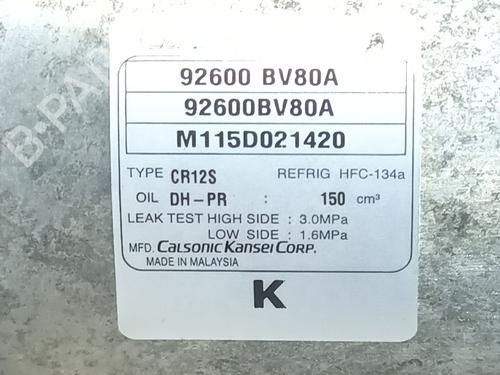 92600 BV80A
92600BV80A
M115D021420
TYPE CR12S REFRIG HFC-134a
OIL DH-PR : 150 cm³
LEAK TEST HIGH SIDE : 3.0MPa
LOW SIDE : 1.6MPa
MFD. CALSONIC KANSEI CORP.
MADE IN MALAYSIA
K
B-PARTS